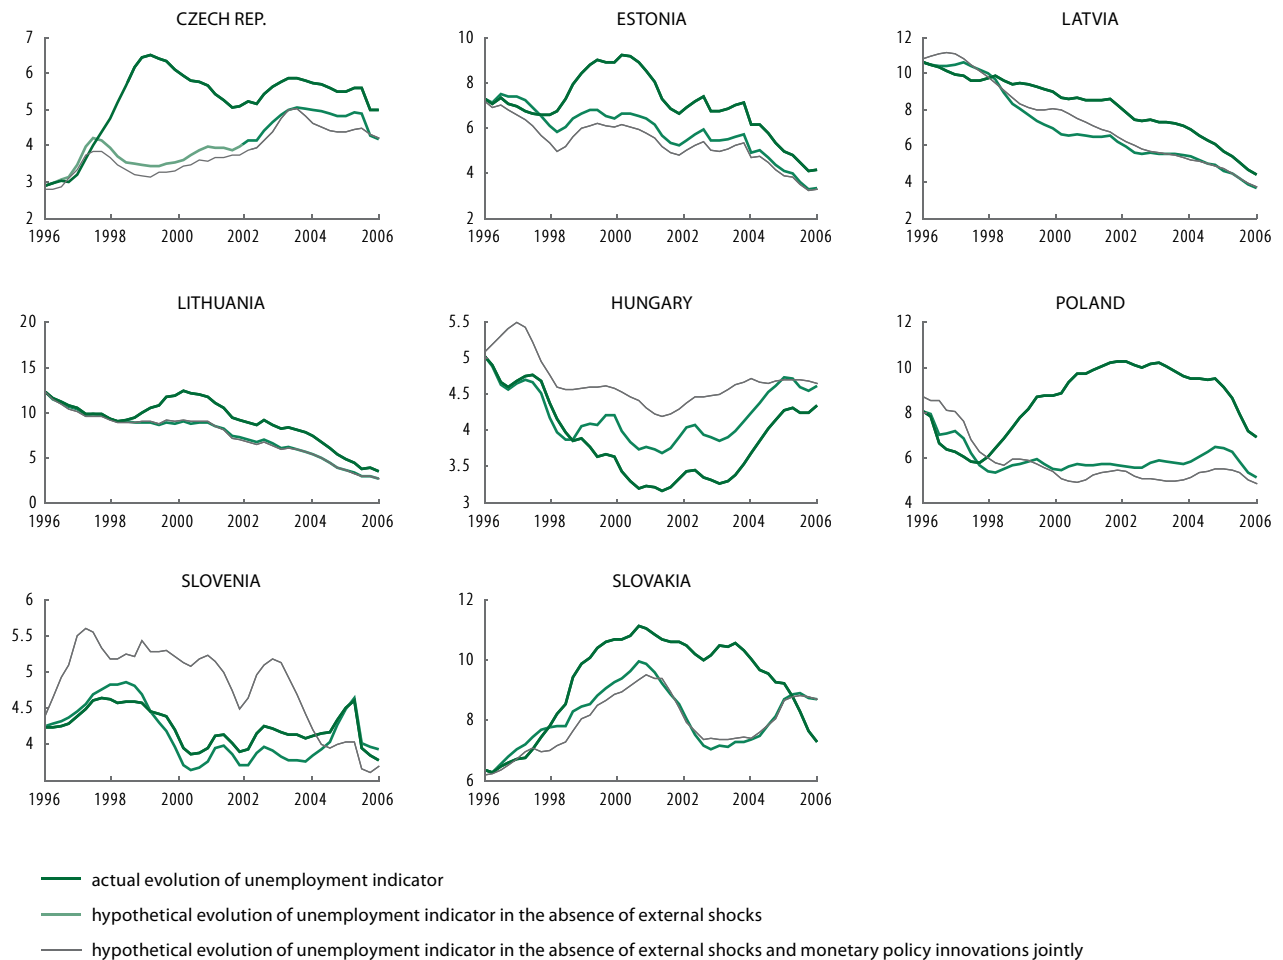 CZECH REP.
7
6
5
4
3
2
1996 1998 2000 2002 2004 2006
ESTONIA
10
8
6
4
2
1996 1998 2000 2002 2004 2006
LATVIA
12
10
8
6
4
2
1996 1998 2000 2002 2004 2006
LITHUANIA
20
15
10
5
0
1996 1998 2000 2002 2004 2006
HUNGARY
5.5
5
4.5
4
3.5
3
1996 1998 2000 2002 2004 2006
POLAND
12
10
8
6
4
1996 1998 2000 2002 2004 2006
SLOVENIA
6
5.5
5
4.5
4
1996 1998 2000 2002 2004 2006
SLOVAKIA
12
10
8
6
1996 1998 2000 2002 2004 2006
actual evolution of unemployment indicator
hypothetical evolution of unemployment indicator in the absence of external shocks
hypothetical evolution of unemployment indicator in the absence of external shocks and monetary policy innovations jointly